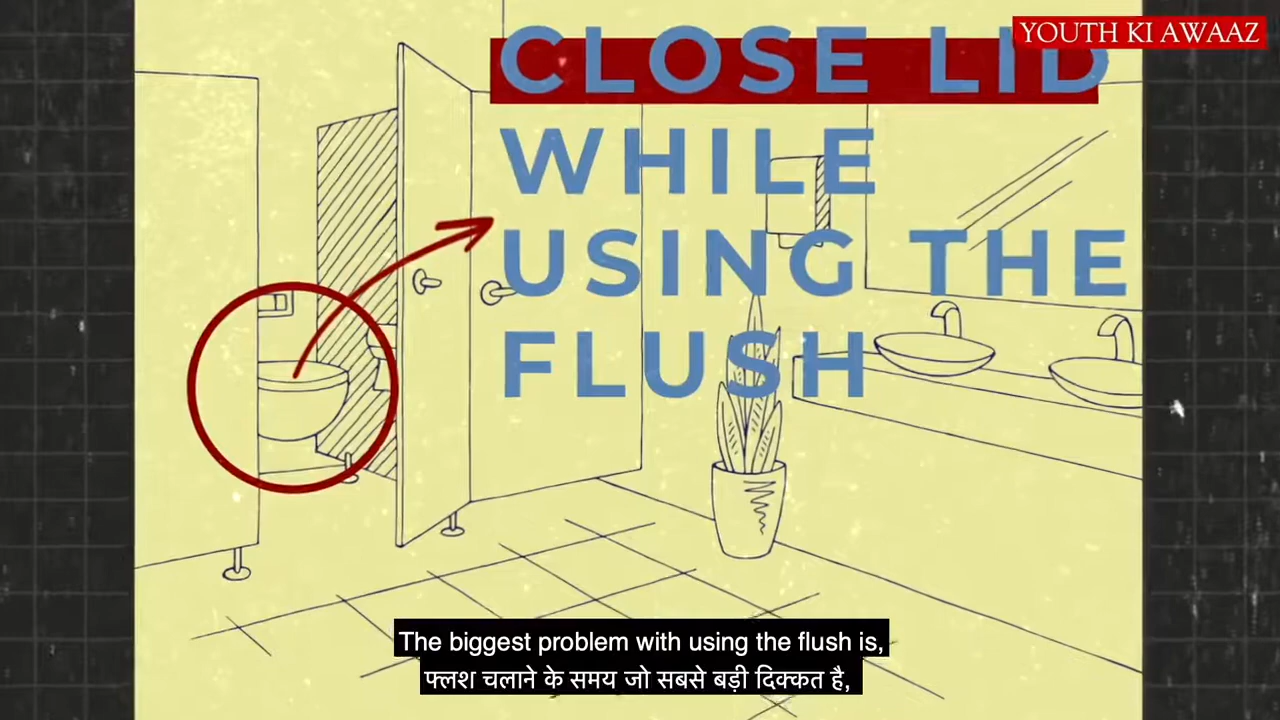 YOUTH KI AWAAZ
CLOSE LID
WHILE
USING THE
FLUSH
The biggest problem with using the flush is,
फ्लश चलाने के समय जो सबसे बड़ी दिक्कत है,